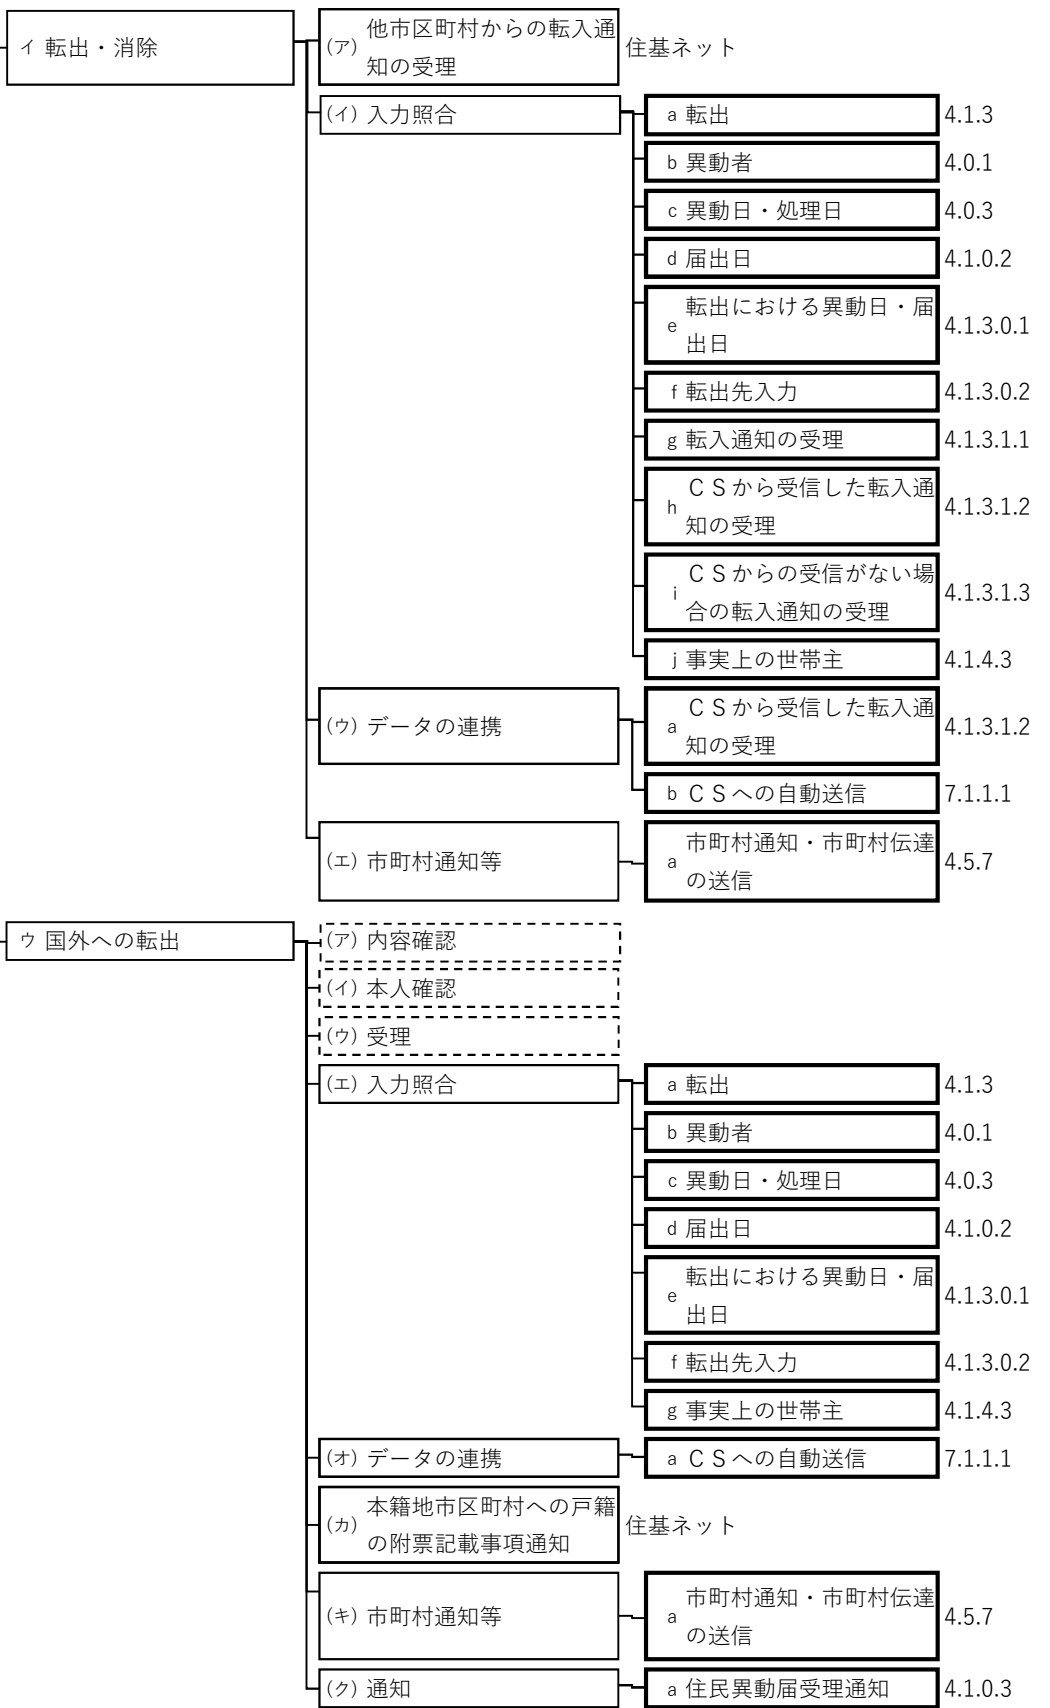 イ 転出・消除
(ア) 他市区町村からの転入通
知の受理
住基ネット
(イ) 入力照合
a 転出 4.1.3
b 異動者 4.0.1
c 異動日・処理日 4.0.3
d 届出日 4.1.0.2
e 転出における異動日・届
出日 4.1.3.0.1
f 転出先入力 4.1.3.0.2
g 転入通知の受理 4.1.3.1.1
h ＣＳから受信した転入通
知の受理 4.1.3.1.2
i ＣＳからの受信がない場
合の転入通知の受理 4.1.3.1.3
j 事実上の世帯主 4.1.4.3
(ウ) データの連携
a ＣＳから受信した転入通
知の受理 4.1.3.1.2
b ＣＳへの自動送信 7.1.1.1
(エ) 市町村通知等
a 市町村通知・市町村伝達
の送信 4.5.7
ウ 国外への転出
(ア) 内容確認
(イ) 本人確認
(ウ) 受理
(エ) 入力照合
a 転出 4.1.3
b 異動者 4.0.1
c 異動日・処理日 4.0.3
d 届出日 4.1.0.2
e 転出における異動日・届
出日 4.1.3.0.1
f 転出先入力 4.1.3.0.2
g 事実上の世帯主 4.1.4.3
(オ) データの連携
a ＣＳへの自動送信 7.1.1.1
(カ) 本籍地市区町村への戸籍
の附票記載事項通知
住基ネット
(キ) 市町村通知等
a 市町村通知・市町村伝達
の送信 4.5.7
(ク) 通知
a 住民異動届受理通知 4.1.0.3